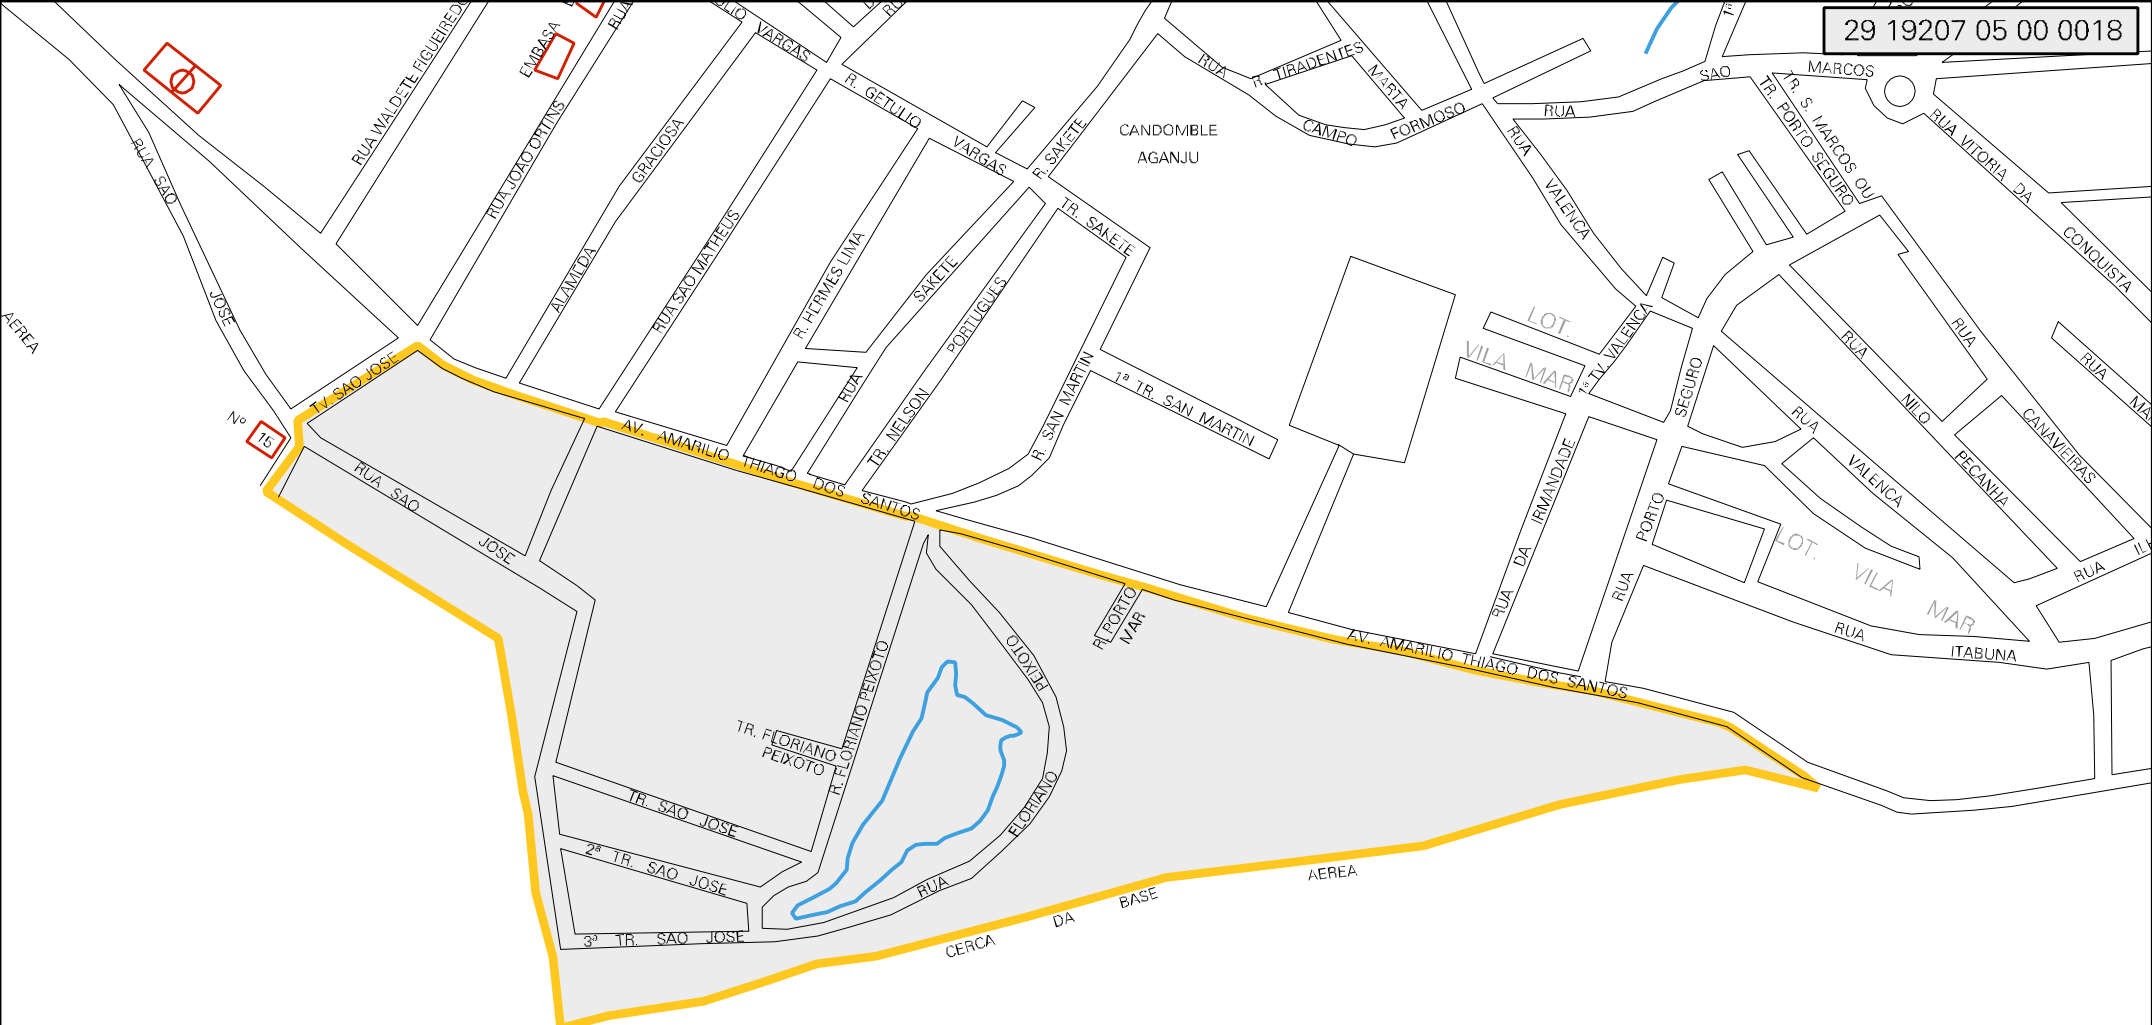 29 19207 05 00 0018
VARGAS
RUA WALDETE FIGUEIREDO
EMBASA
RUA
RUA JOAO ORTINS
ALAMEDA GRACIOSA
RUA SAO MATHEUS
R. GETULIO VARGAS
R. HERMES LIMA
RUA SAKETE
TR. NELSON PORTUGUES
R. SAKETE
TR. SAKETE
R. SAN MARTIN
1ª TR. SAN MARTIN
CANDOMBLE
AGANJU
RUA CAMPO FORMOSO
R. TIRADENTES
MARTA
RUA SAO MARCOS
1ª
TR. S. MARCOS OU
TR. PORTO SEGURO
RUA VITORIA DA CONQUISTA
RUA VALENCA
LOT.
VILA MAR
1ª TV. VALENCA
RUA DA IRMANDADE
RUA PORTO SEGURO
RUA VALENCA
RUA NILO PECANHA
RUA CANAVIEIRAS
RUA
RUA
LOT. VILA MAR
RUA ITABUNA
RUA SAO JOSE
AEREA
TV. SAO JOSE
Nº
15
RUA SAO JOSE
AV. AMARILIO THIAGO DOS SANTOS
AV. AMARILIO THIAGO DOS SANTOS
R. PORTO
IVAR
R. FLORIANO PEIXOTO
TR. FLORIANO
PEIXOTO
RUA FLORIANO PEIXOTO
TR. SAO JOSE
2ª TR. SAO JOSE
3ª TR. SAO JOSE
CERCA DA BASE AEREA